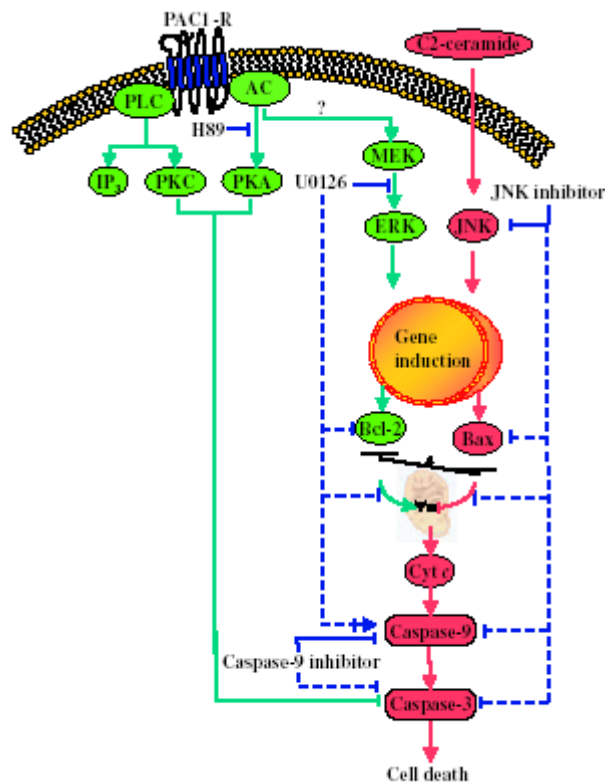 PAC1-R
C2-ceramide
PLC
AC
?
H89
MEK
IP3
PKC
PKA
U0126
JNK inhibitor
ERK
JNK
Gene
induction
Bcl-2
Bax
Cyt c
Caspase-9
Caspase-9 inhibitor
Caspase-3
Cell death